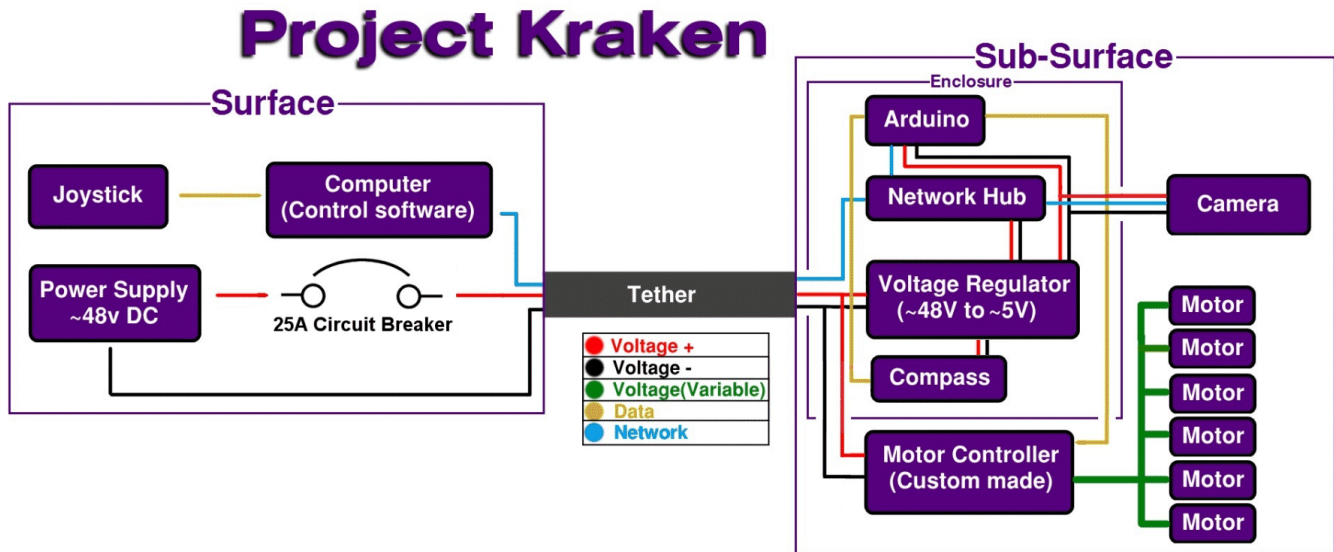 Project Kraken
Surface
Joystick
Computer
(Control software)
Power Supply
~48v DC
25A Circuit Breaker
Tether
Voltage +
Voltage -
Voltage(Variable)
Data
Network
Sub-Surface
Enclosure
Arduino
Network Hub
Camera
Voltage Regulator
(~48V to ~5V)
Compass
Motor Controller
(Custom made)
Motor
Motor
Motor
Motor
Motor
Motor